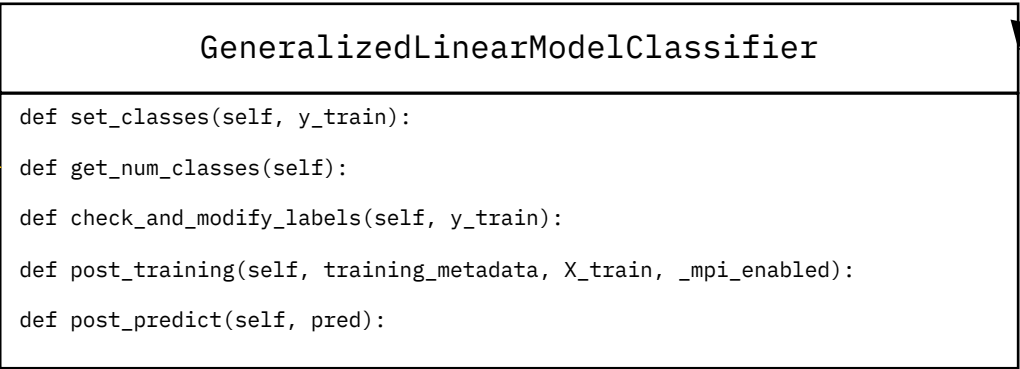 GeneralizedLinearModelClassifier
def set_classes(self, y_train):
def get_num_classes(self):
def check_and_modify_labels(self, y_train):
def post_training(self, training_metadata, X_train, _mpi_enabled):
def post_predict(self, pred):